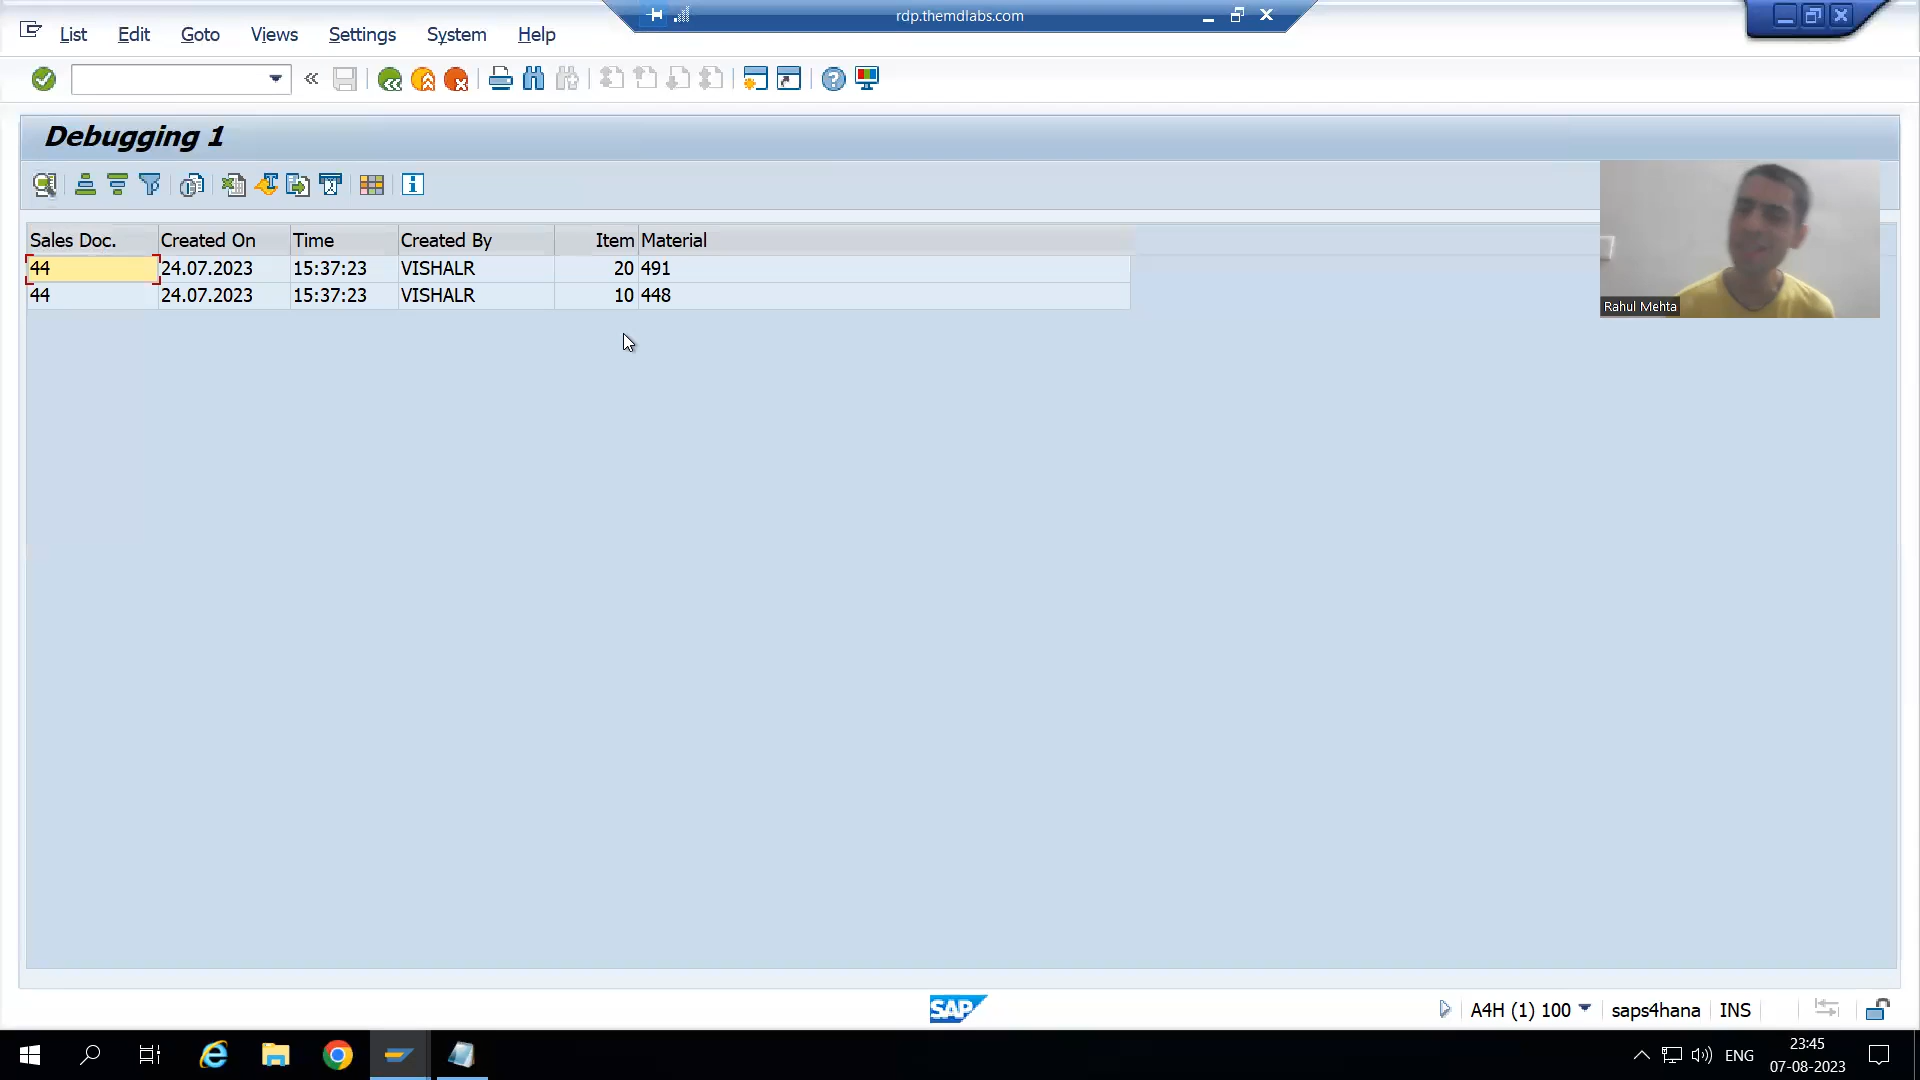 rdp.themdlabs.com
List Edit Goto Views Settings System Help
Debugging 1
Sales Doc. Created On Time Created By Item Material
44 24.07.2023 15:37:23 VISHALR 20 491
44 24.07.2023 15:37:23 VISHALR 10 448
Rahul Mehta
SAP
A4H (1) 100 saps4hana INS
ENG
23:45
07-08-2023